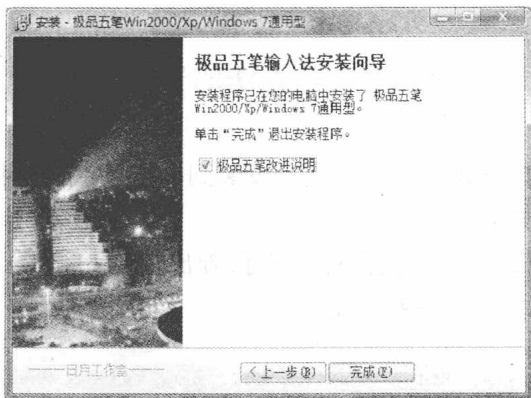 安装 - 极品五笔Win2000/Xp/Windows 7通用型
极品五笔输入法安装向导
安装程序已在您的电脑中安装了 极品五笔
Win2000/Xp/Windows 7通用型。
单击“完成”退出安装程序。
极品五笔改进说明
日月工作室
<上一步(B)
完成(F)